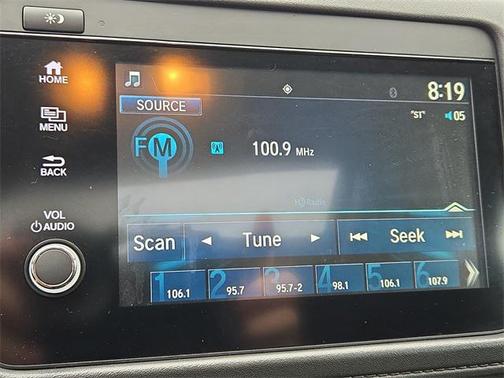 HOME
MENU
BACK
VOL
AUDIO
8:19
SOURCE
"ST" 05
FM 100.9 MHz
HD Radio
Scan Tune Seek
1 106.1 2 95.7 3 95.7-2 4 98.1 5 106.1 6 107.9